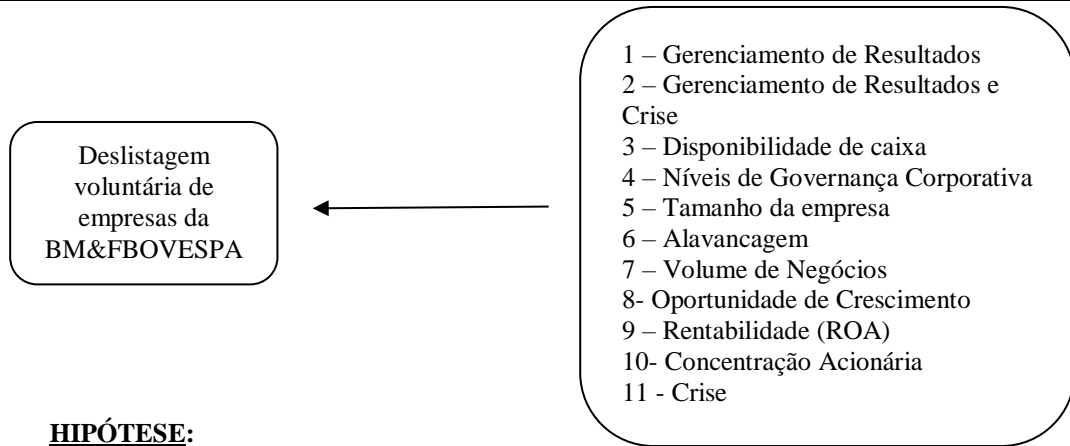 Deslistagem
voluntária de
empresas da
BM&FBOVESPA
1 – Gerenciamento de Resultados
2 – Gerenciamento de Resultados e
Crise
3 – Disponibilidade de caixa
4 – Níveis de Governança Corporativa
5 – Tamanho da empresa
6 – Alavancagem
7 – Volume de Negócios
8- Oportunidade de Crescimento
9 – Rentabilidade (ROA)
10- Concentração Acionária
11 - Crise
HIPÓTESE: